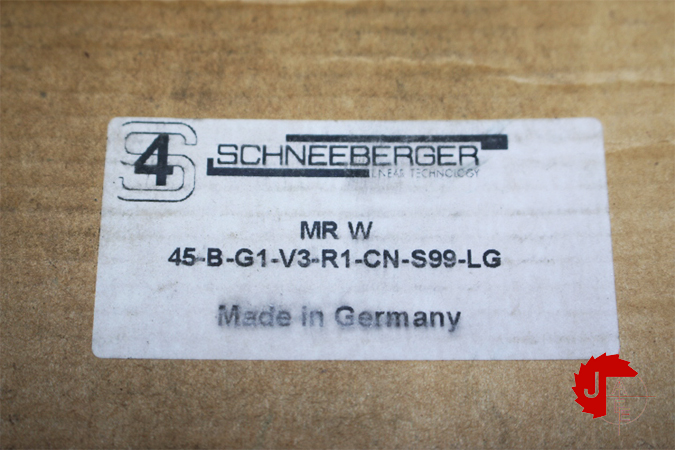 4 SCHNEEBERGER
LINEAR TECHNOLOGY
MR W
45-B-G1-V3-R1-CN-S99-LG
Made in Germany
J